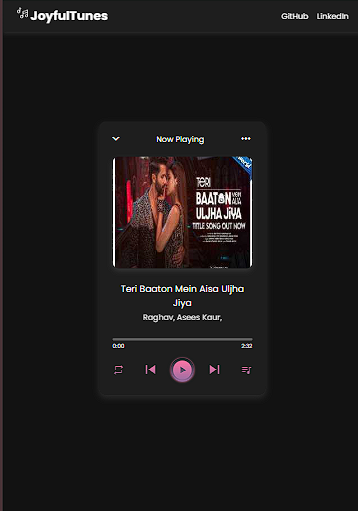 JoyfulTunes
GitHub LinkedIn
Now Playing
TERI
BAATON MEIN AISA
ULJHA JIYA
TITLE SONG OUT NOW
Teri Baaton Mein Aisa Uljha
Jiya
Raghav, Asees Kaur,
0:00 2:32